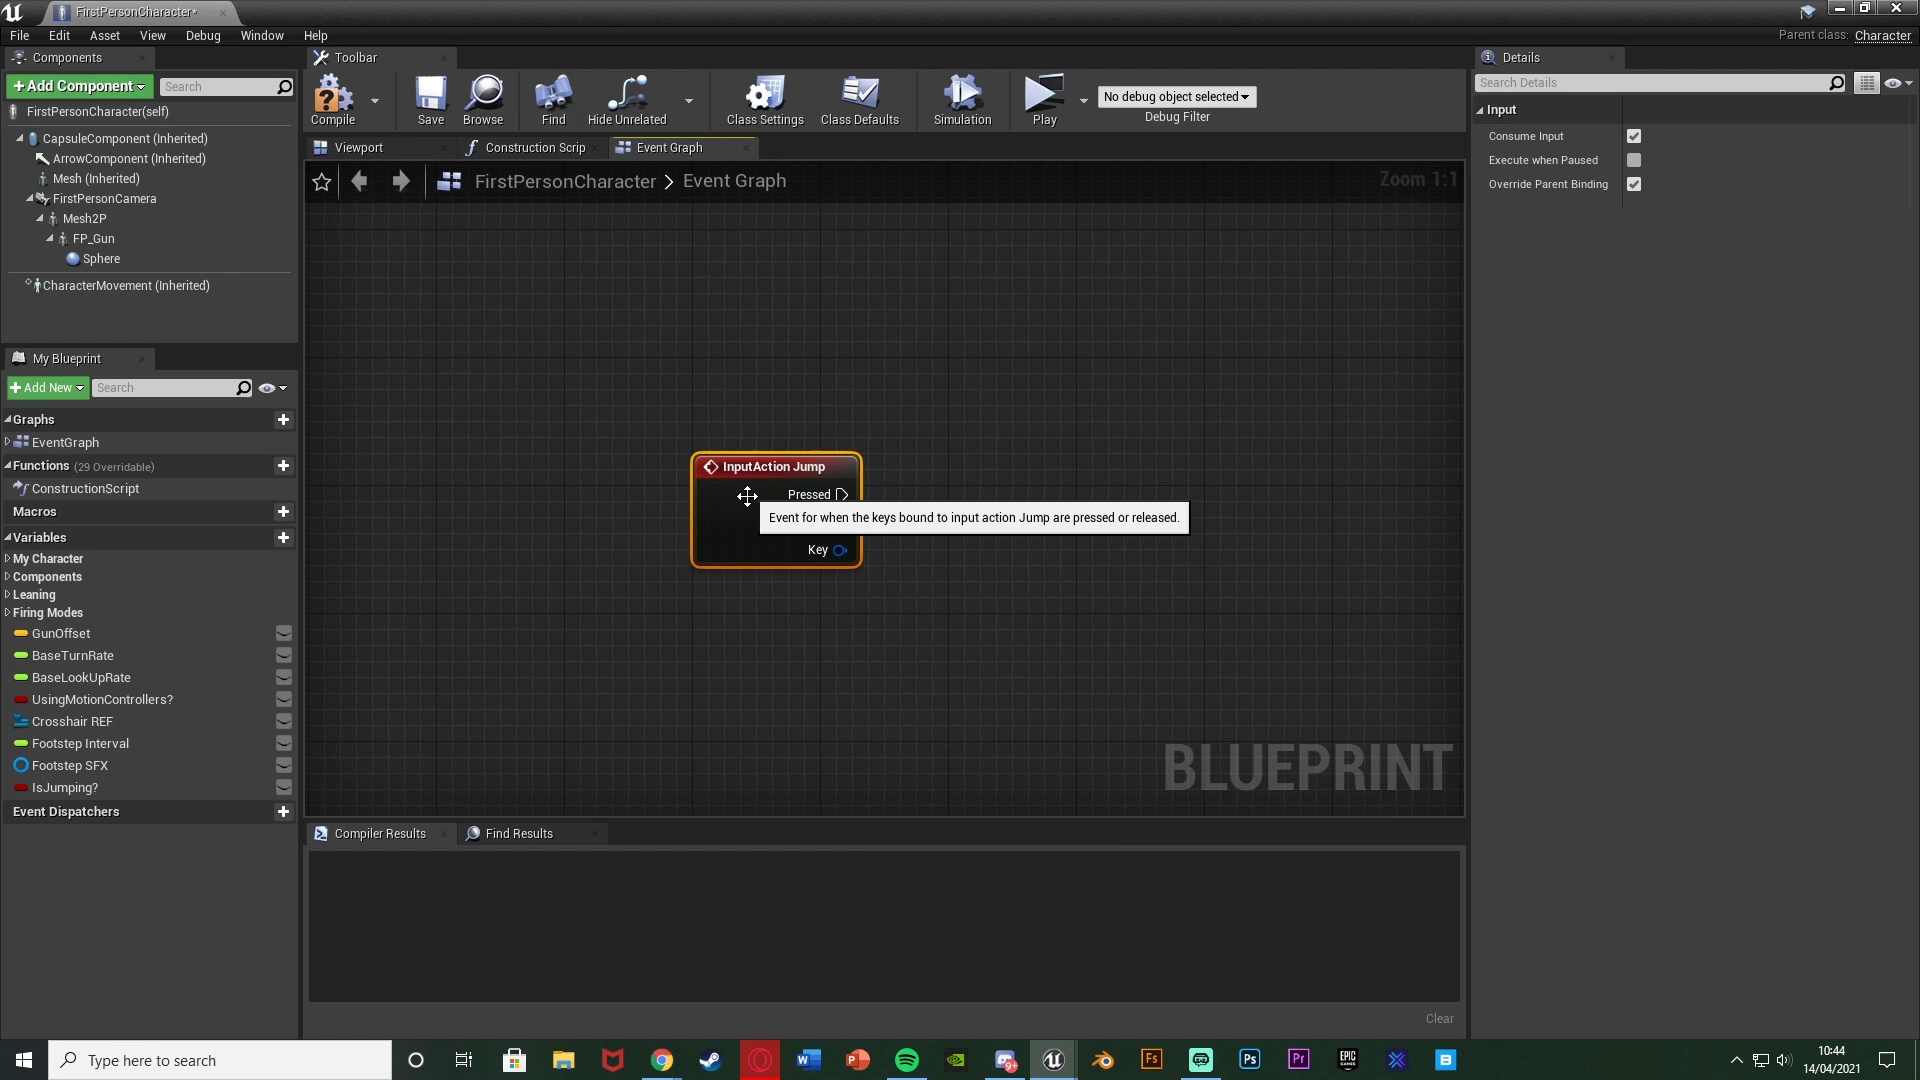 FirstPersonCharacter*
File Edit Asset View Debug Window Help
Parent class: Character
Components
+ Add Component
Search
FirstPersonCharacter(self)
CapsuleComponent (Inherited)
ArrowComponent (Inherited)
Mesh (Inherited)
FirstPersonCamera
Mesh2P
FP_Gun
Sphere
CharacterMovement (Inherited)
My Blueprint
+ Add New
Search
Graphs
EventGraph
Functions (29 Overridable)
ConstructionScript
Macros
Variables
My Character
Components
Leaning
Firing Modes
GunOffset
BaseTurnRate
BaseLookUpRate
UsingMotionControllers?
Crosshair REF
Footstep Interval
Footstep SFX
IsJumping?
Event Dispatchers
Toolbar
Compile
Save
Browse
Find
Hide Unrelated
Class Settings
Class Defaults
Simulation
Play
No debug object selected
Debug Filter
Viewport
Construction Scrip
Event Graph
FirstPersonCharacter > Event Graph
Zoom 1:1
InputAction Jump
Pressed
Event for when the keys bound to input action Jump are pressed or released.
Key
BLUEPRINT
Compiler Results
Find Results
Clear
Details
Search Details
Input
Consume Input
Execute when Paused
Override Parent Binding
Type here to search
W
P
9+
Fs
Ps
Pr
EPIC GAMES
B
10:44
14/04/2021